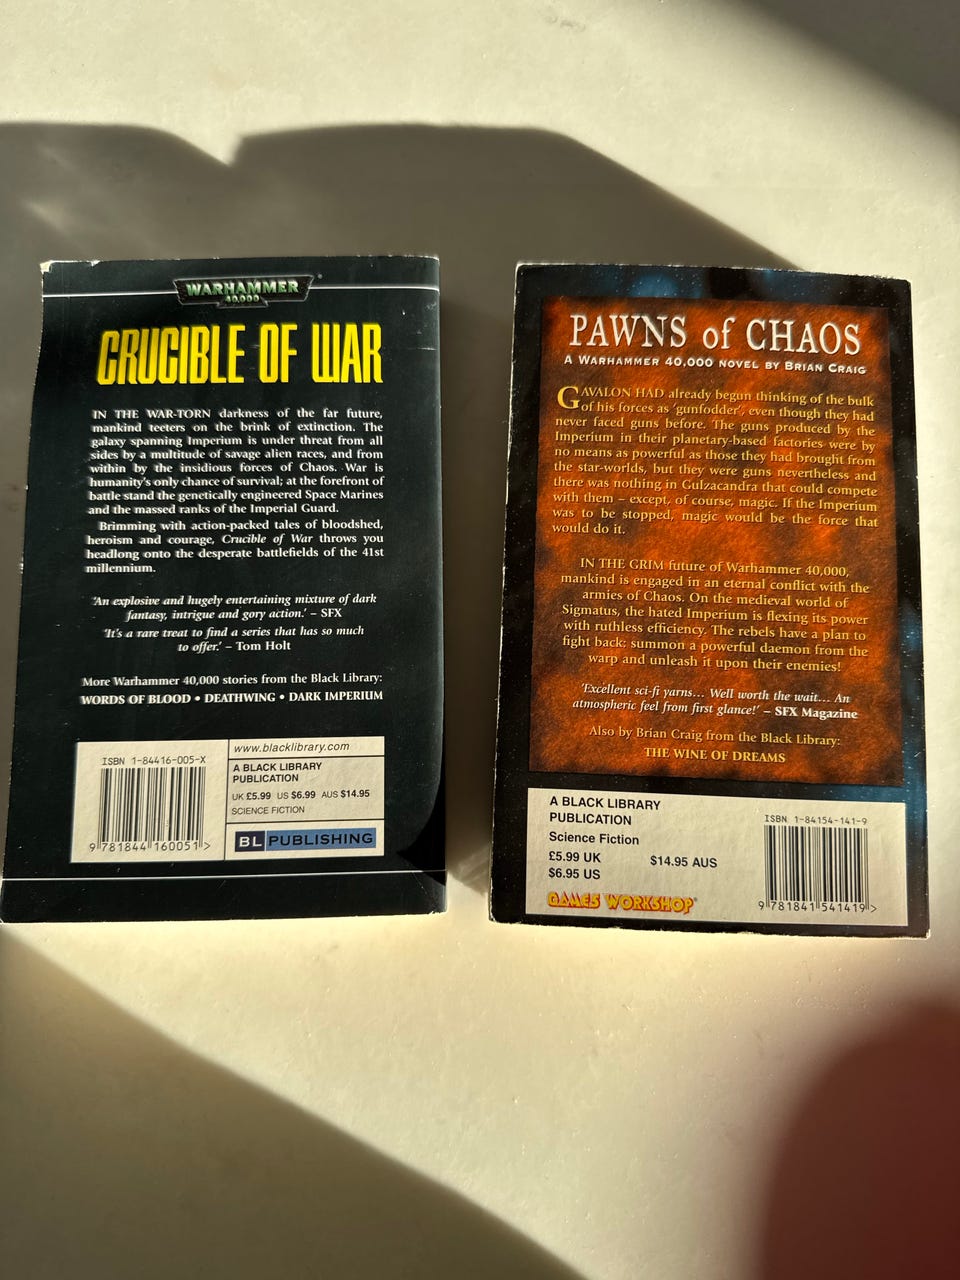 WARHAMMER
40,000
CRUCIBLE OF WAR
IN THE WAR-TORN darkness of the far future,
mankind teeters on the brink of extinction. The
galaxy spanning Imperium is under threat from all
sides by a multitude of savage alien races, and from
within by the insidious forces of Chaos. War is
humanity's only chance of survival; at the forefront of
battle stand the genetically engineered Space Marines
and the massed ranks of the Imperial Guard.
Brimming with action-packed tales of bloodshed,
heroism and courage, Crucible of War throws you
headlong onto the desperate battlefields of the 41st
millennium.
'An explosive and hugely entertaining mixture of dark
fantasy, intrigue and gory action.' – SFX
'It's a rare treat to find a series that has so much
to offer.' – Tom Holt
More Warhammer 40,000 stories from the Black Library:
WORDS OF BLOOD • DEATHWING • DARK IMPERIUM
ISBN 1-84416-005-X
9 781844 160051 >
www.blacklibrary.com
A BLACK LIBRARY
PUBLICATION
UK £5.99 US $6.99 AUS $14.95
SCIENCE FICTION
BL PUBLISHING
PAWNS of CHAOS
A WARHAMMER 40,000 NOVEL BY BRIAN CRAIG
GAVALON HAD already begun thinking of the bulk
of his forces as 'gunfodder', even though they had
never faced guns before. The guns produced by the
Imperium in their planetary-based factories were by
no means as powerful as those they had brought from
the star-worlds, but they were guns nevertheless and
there was nothing in Gulzacandra that could compete
with them – except, of course, magic. If the Imperium
was to be stopped, magic would be the force that
would do it.
IN THE GRIM future of Warhammer 40,000,
mankind is engaged in an eternal conflict with the
armies of Chaos. On the medieval world of
Sigmatus, the hated Imperium is flexing its power
with ruthless efficiency. The rebels have a plan to
fight back: summon a powerful daemon from the
warp and unleash it upon their enemies!
'Excellent sci-fi yarns... Well worth the wait... An
atmospheric feel from first glance!' – SFX Magazine
Also by Brian Craig from the Black Library:
THE WINE OF DREAMS
A BLACK LIBRARY
PUBLICATION
Science Fiction
£5.99 UK $14.95 AUS
$6.95 US
GAMES WORKSHOP
ISBN 1-84154-141-9
9 781841 541419 >